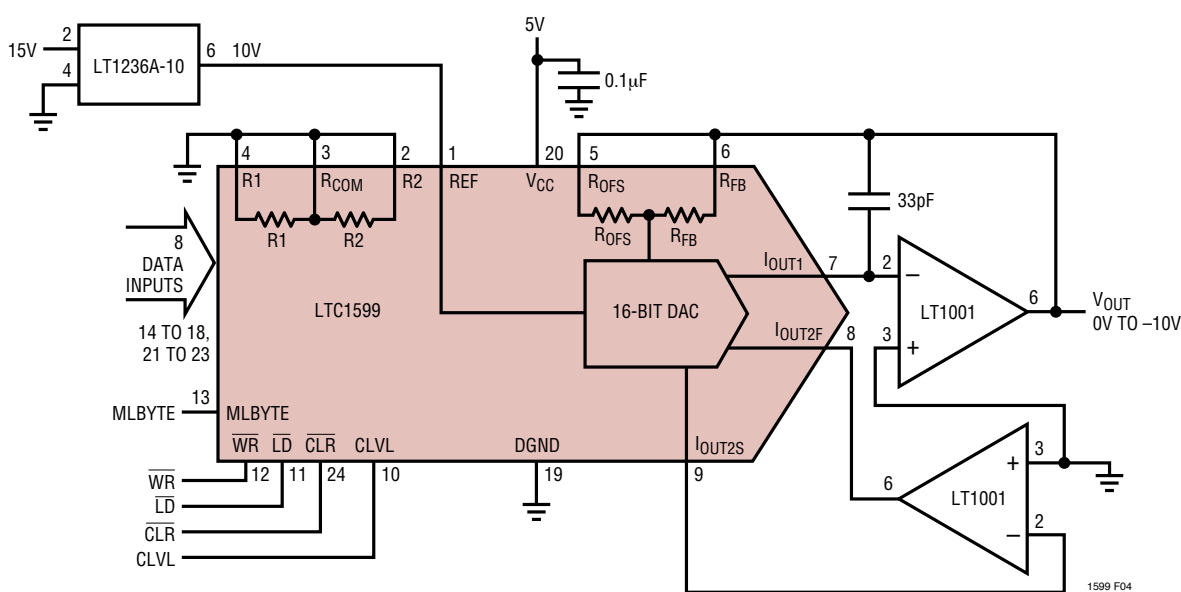 5V
15V
2
4
LT1236A-10
6
10V
0.1µF
4
3
2
1
20
5
6
R1
RCOM
R2
REF
VCC
ROFS
RFB
R1
R2
ROFS
RFB
33pF
8
DATA
INPUTS
14 TO 18,
21 TO 23
LTC1599
16-BIT DAC
IOUT1
7
2
−
LT1001
6
VOUT
0V TO –10V
IOUT2F
8
3
+
MLBYTE
13
MLBYTE
WR
LD
CLR
CLVL
DGND
IOUT2S
12
11
24
10
19
9
WR
LD
CLR
CLVL
6
LT1001
+
3
−
2
1599 F04